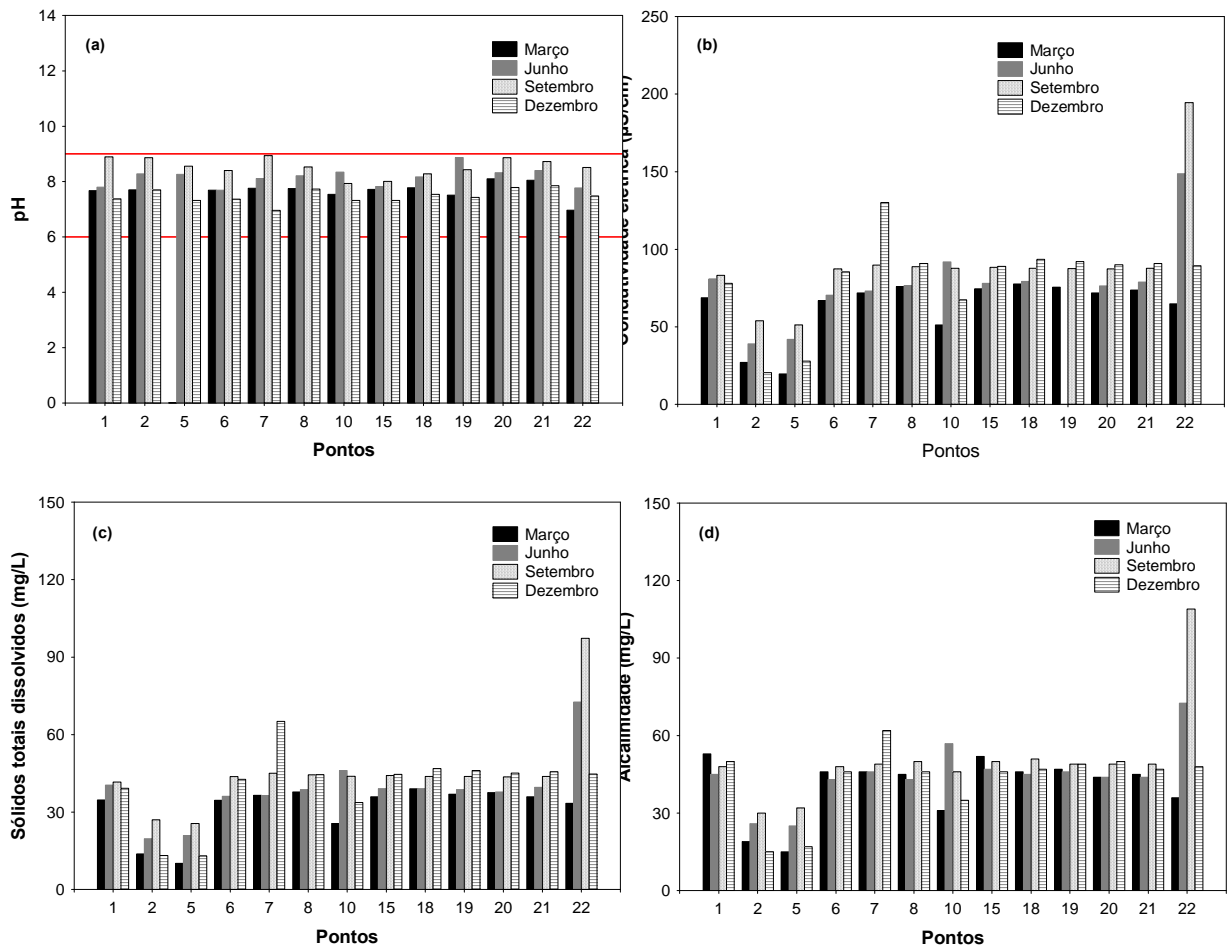 14
12
10
8
6
4
2
0
pH
(a)
Março
Junho
Setembro
Dezembro
1 2 5 6 7 8 10 15 18 19 20 21 22
Pontos
250
200
150
100
50
0
(b)
Março
Junho
Setembro
Dezembro
1 2 5 6 7 8 10 15 18 19 20 21 22
Pontos
150
120
90
60
30
0
Sólidos totais dissolvidos (mg/L)
(c)
Março
Junho
Setembro
Dezembro
1 2 5 6 7 8 10 15 18 19 20 21 22
Pontos
150
120
90
60
30
0
Alcalinidade (mg/L)
(d)
Março
Junho
Setembro
Dezembro
1 2 5 6 7 8 10 15 18 19 20 21 22
Pontos